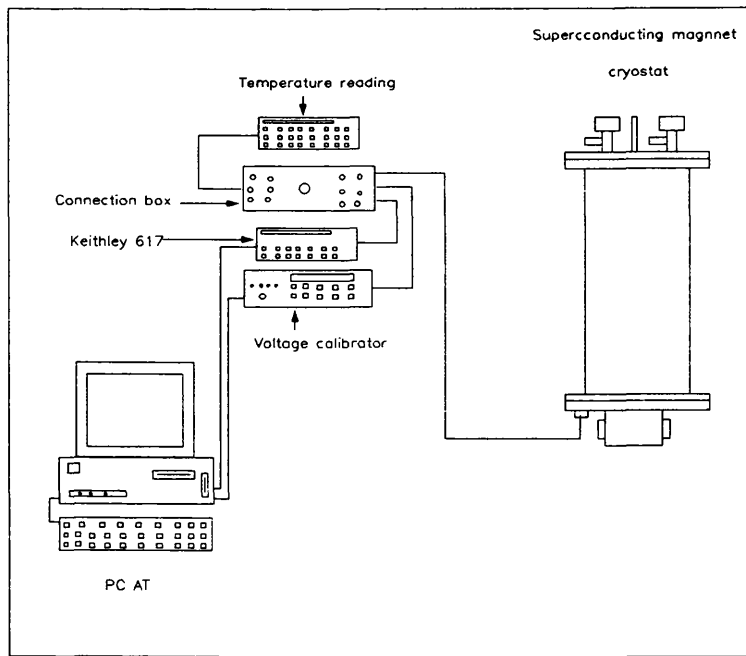 Supercconducting magnnet
cryostat
Temperature reading
Connection box
Keithley 617
Voltage calibrator
PC AT